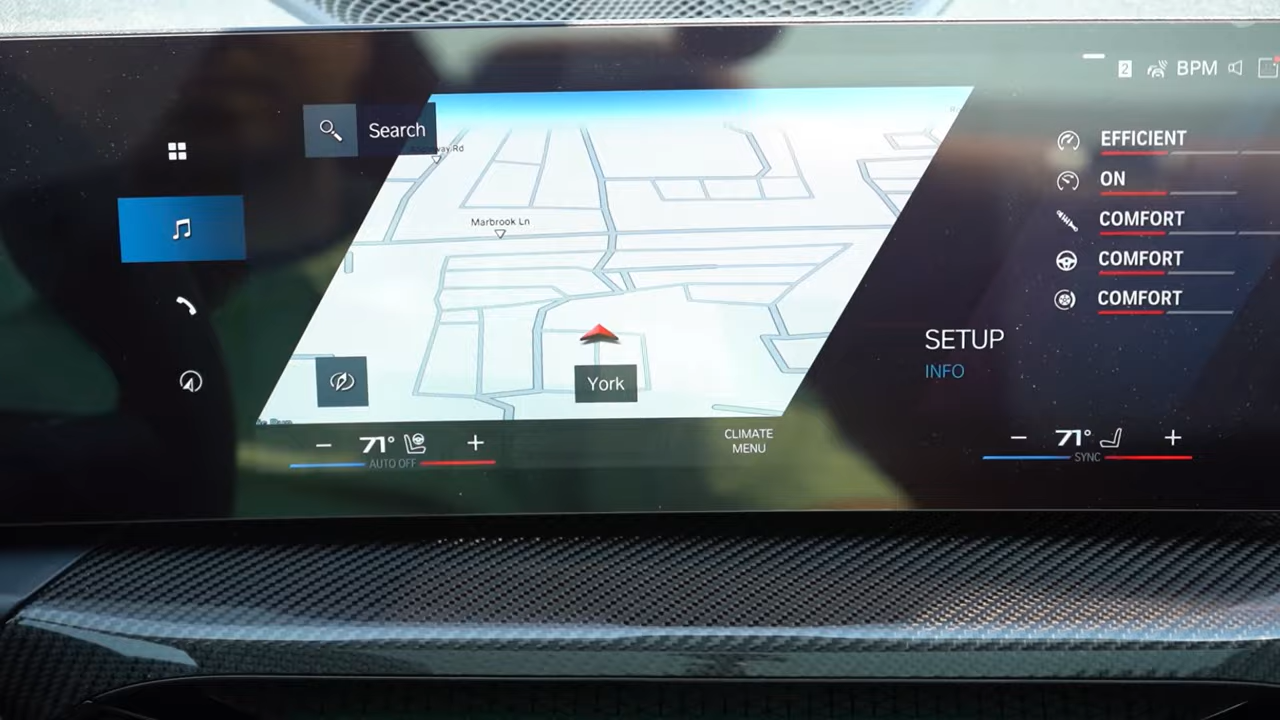 2 BPM
Search
EFFICIENT
ON
Marbrook Ln
COMFORT
COMFORT
COMFORT
SETUP
INFO
York
CLIMATE
MENU
− 71° +
AUTO OFF
− 71° +
SYNC